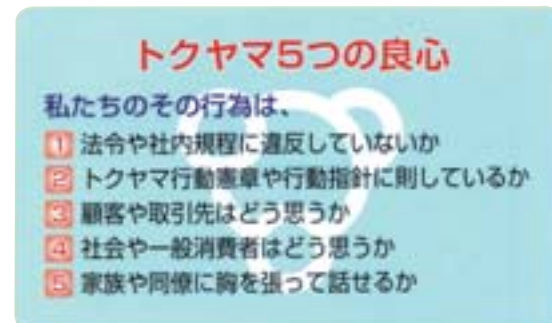 トクヤマ5つの良心
私たちのその行為は、
1 法令や社内規程に違反していないか
2 トクヤマ行動憲章や行動指針に則しているか
3 顧客や取引先はどう思うか
4 社会や一般消費者はどう思うか
5 家族や同僚に胸を張って話せるか